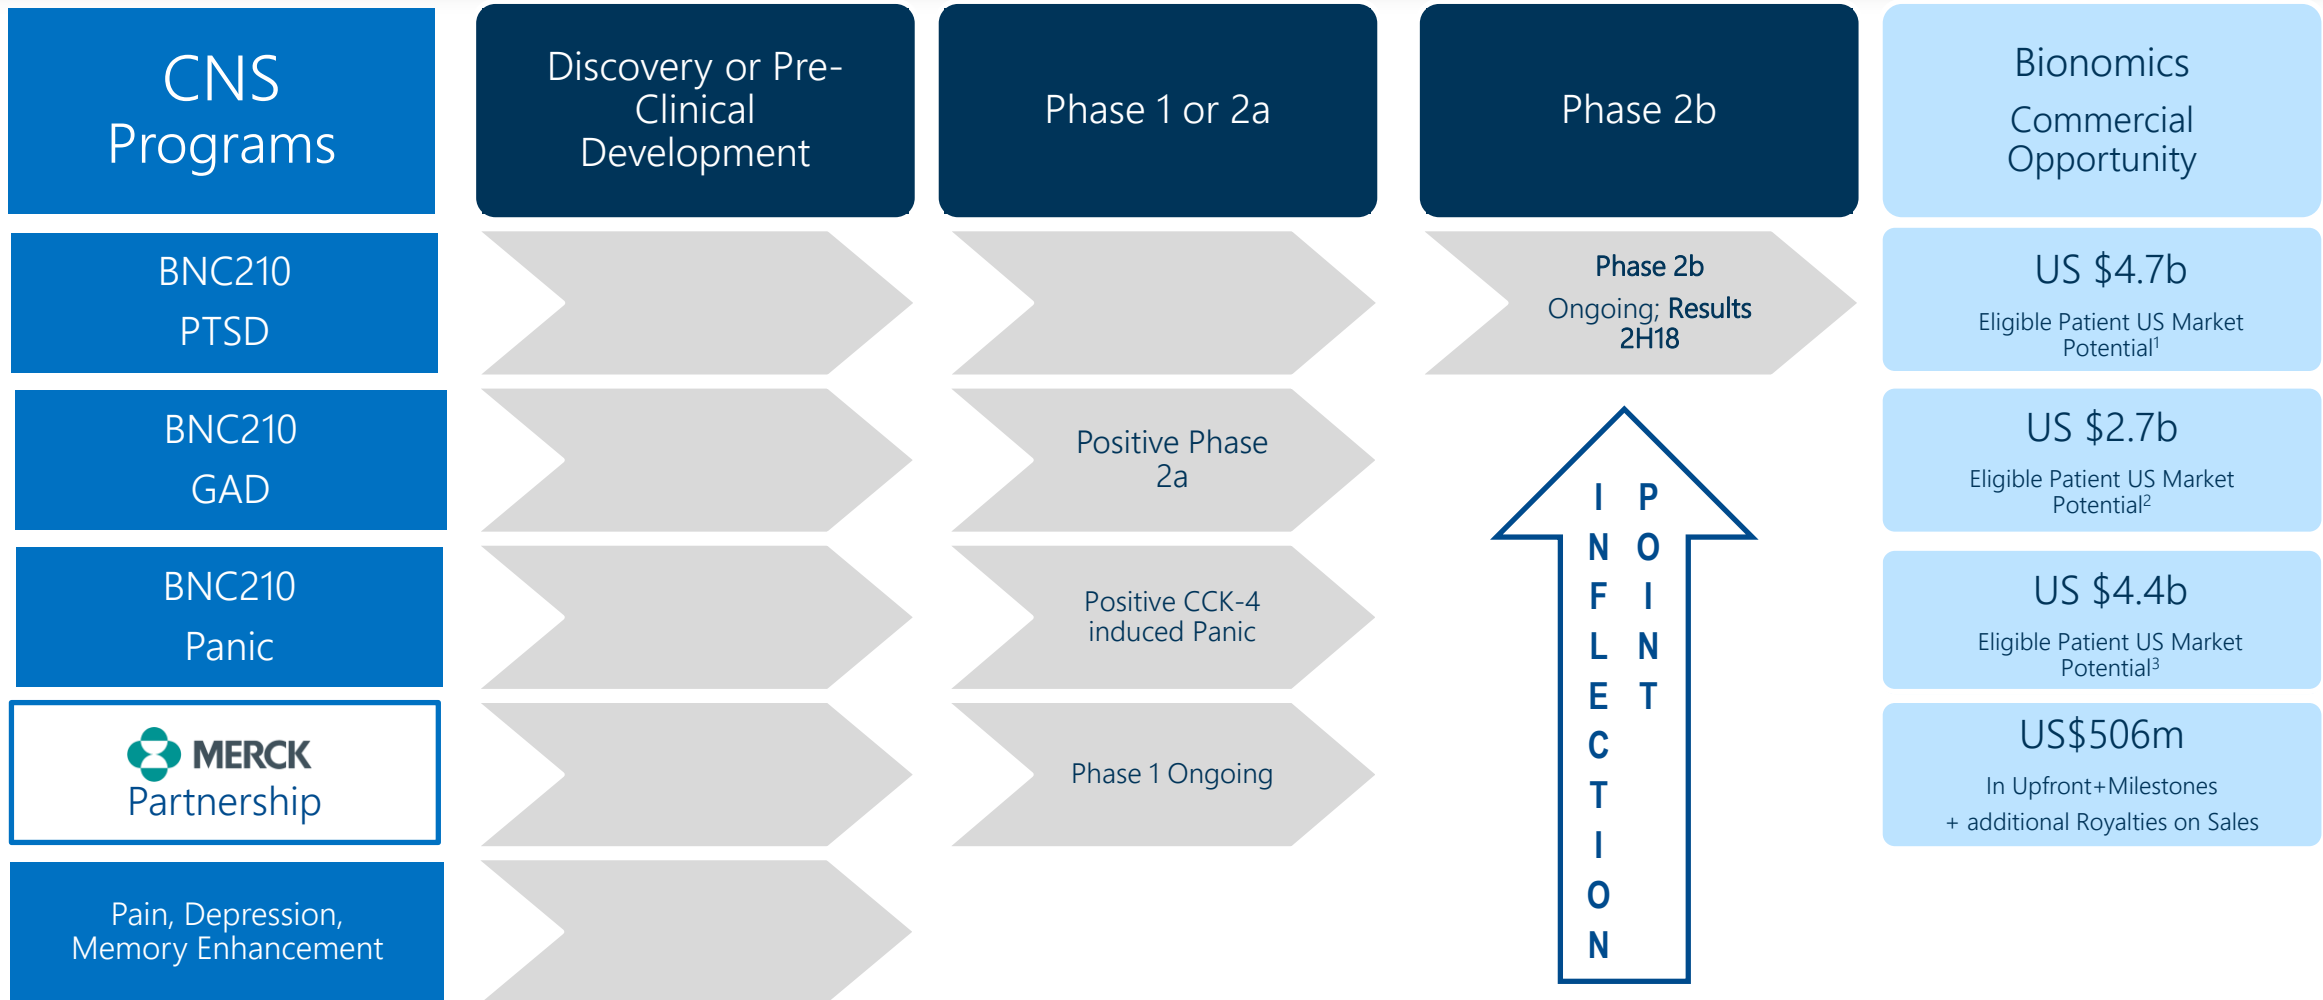 CNS
Programs
Discovery or Pre-
Clinical
Development
Phase 1 or 2a
Phase 2b
Bionomics
Commercial
Opportunity
BNC210
PTSD
Phase 2b
Ongoing; Results
2H18
US $4.7b
Eligible Patient US Market
Potential¹
BNC210
GAD
Positive Phase
2a
US $2.7b
Eligible Patient US Market
Potential²
BNC210
Panic
Positive CCK-4
induced Panic
US $4.4b
Eligible Patient US Market
Potential³
MERCK
Partnership
Phase 1 Ongoing
US$506m
In Upfront+Milestones
+ additional Royalties on Sales
Pain, Depression,
Memory Enhancement
INFLECTION
POINT